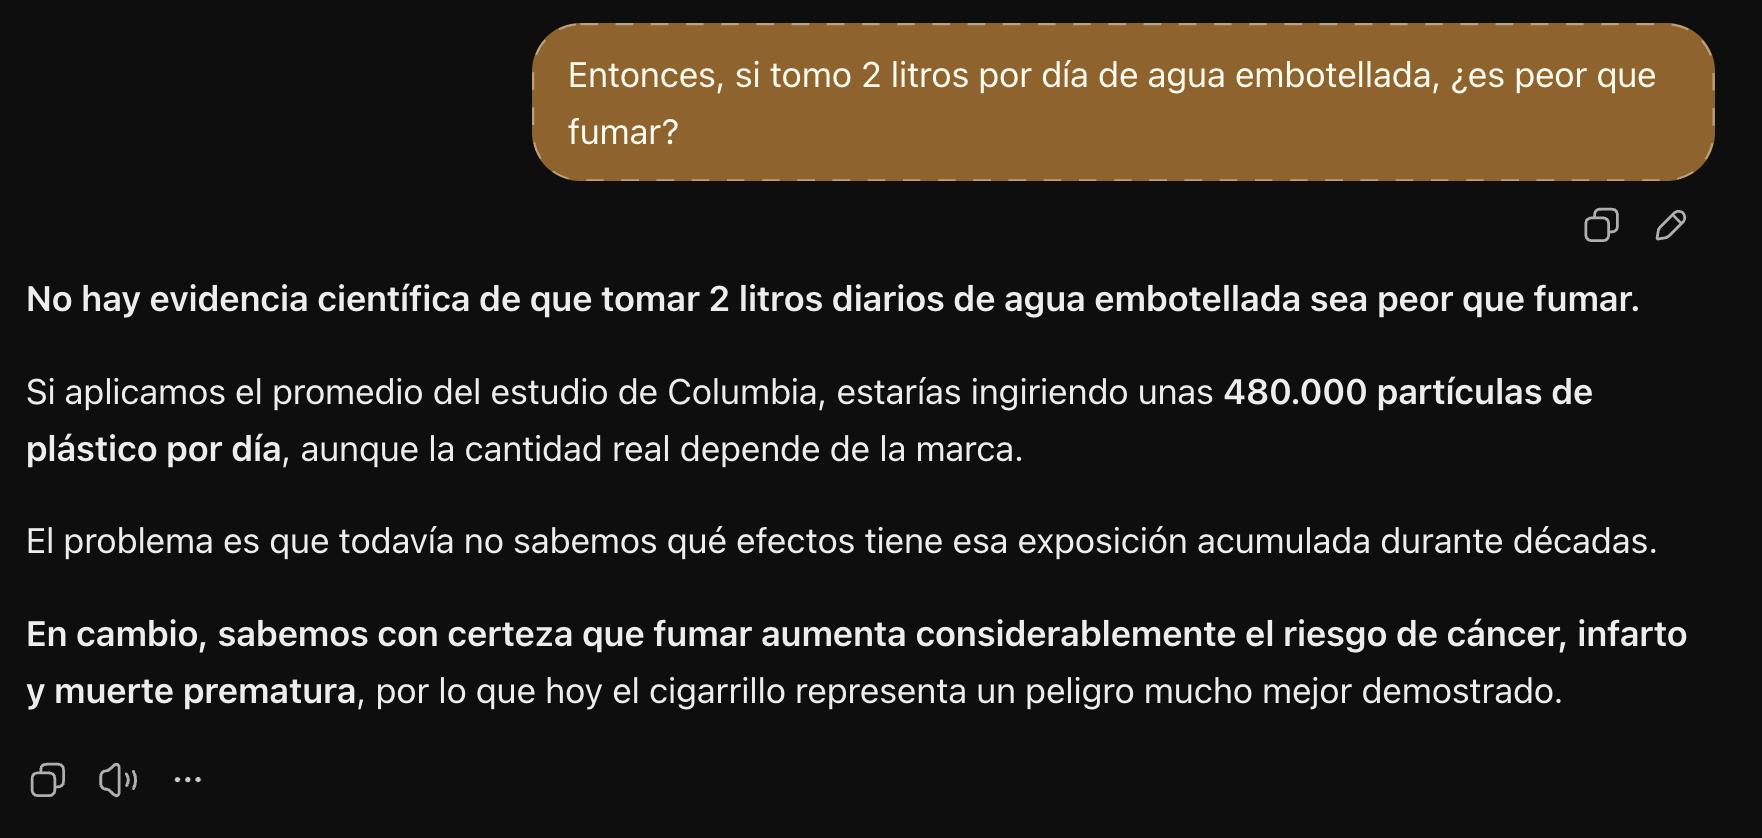 Entonces, si tomo 2 litros por día de agua embotellada, ¿es peor que
fumar?
No hay evidencia científica de que tomar 2 litros diarios de agua embotellada sea peor que fumar.
Si aplicamos el promedio del estudio de Columbia, estarías ingiriendo unas 480.000 partículas de
plástico por día, aunque la cantidad real depende de la marca.
El problema es que todavía no sabemos qué efectos tiene esa exposición acumulada durante décadas.
En cambio, sabemos con certeza que fumar aumenta considerablemente el riesgo de cáncer, infarto
y muerte prematura, por lo que hoy el cigarrillo representa un peligro mucho mejor demostrado.